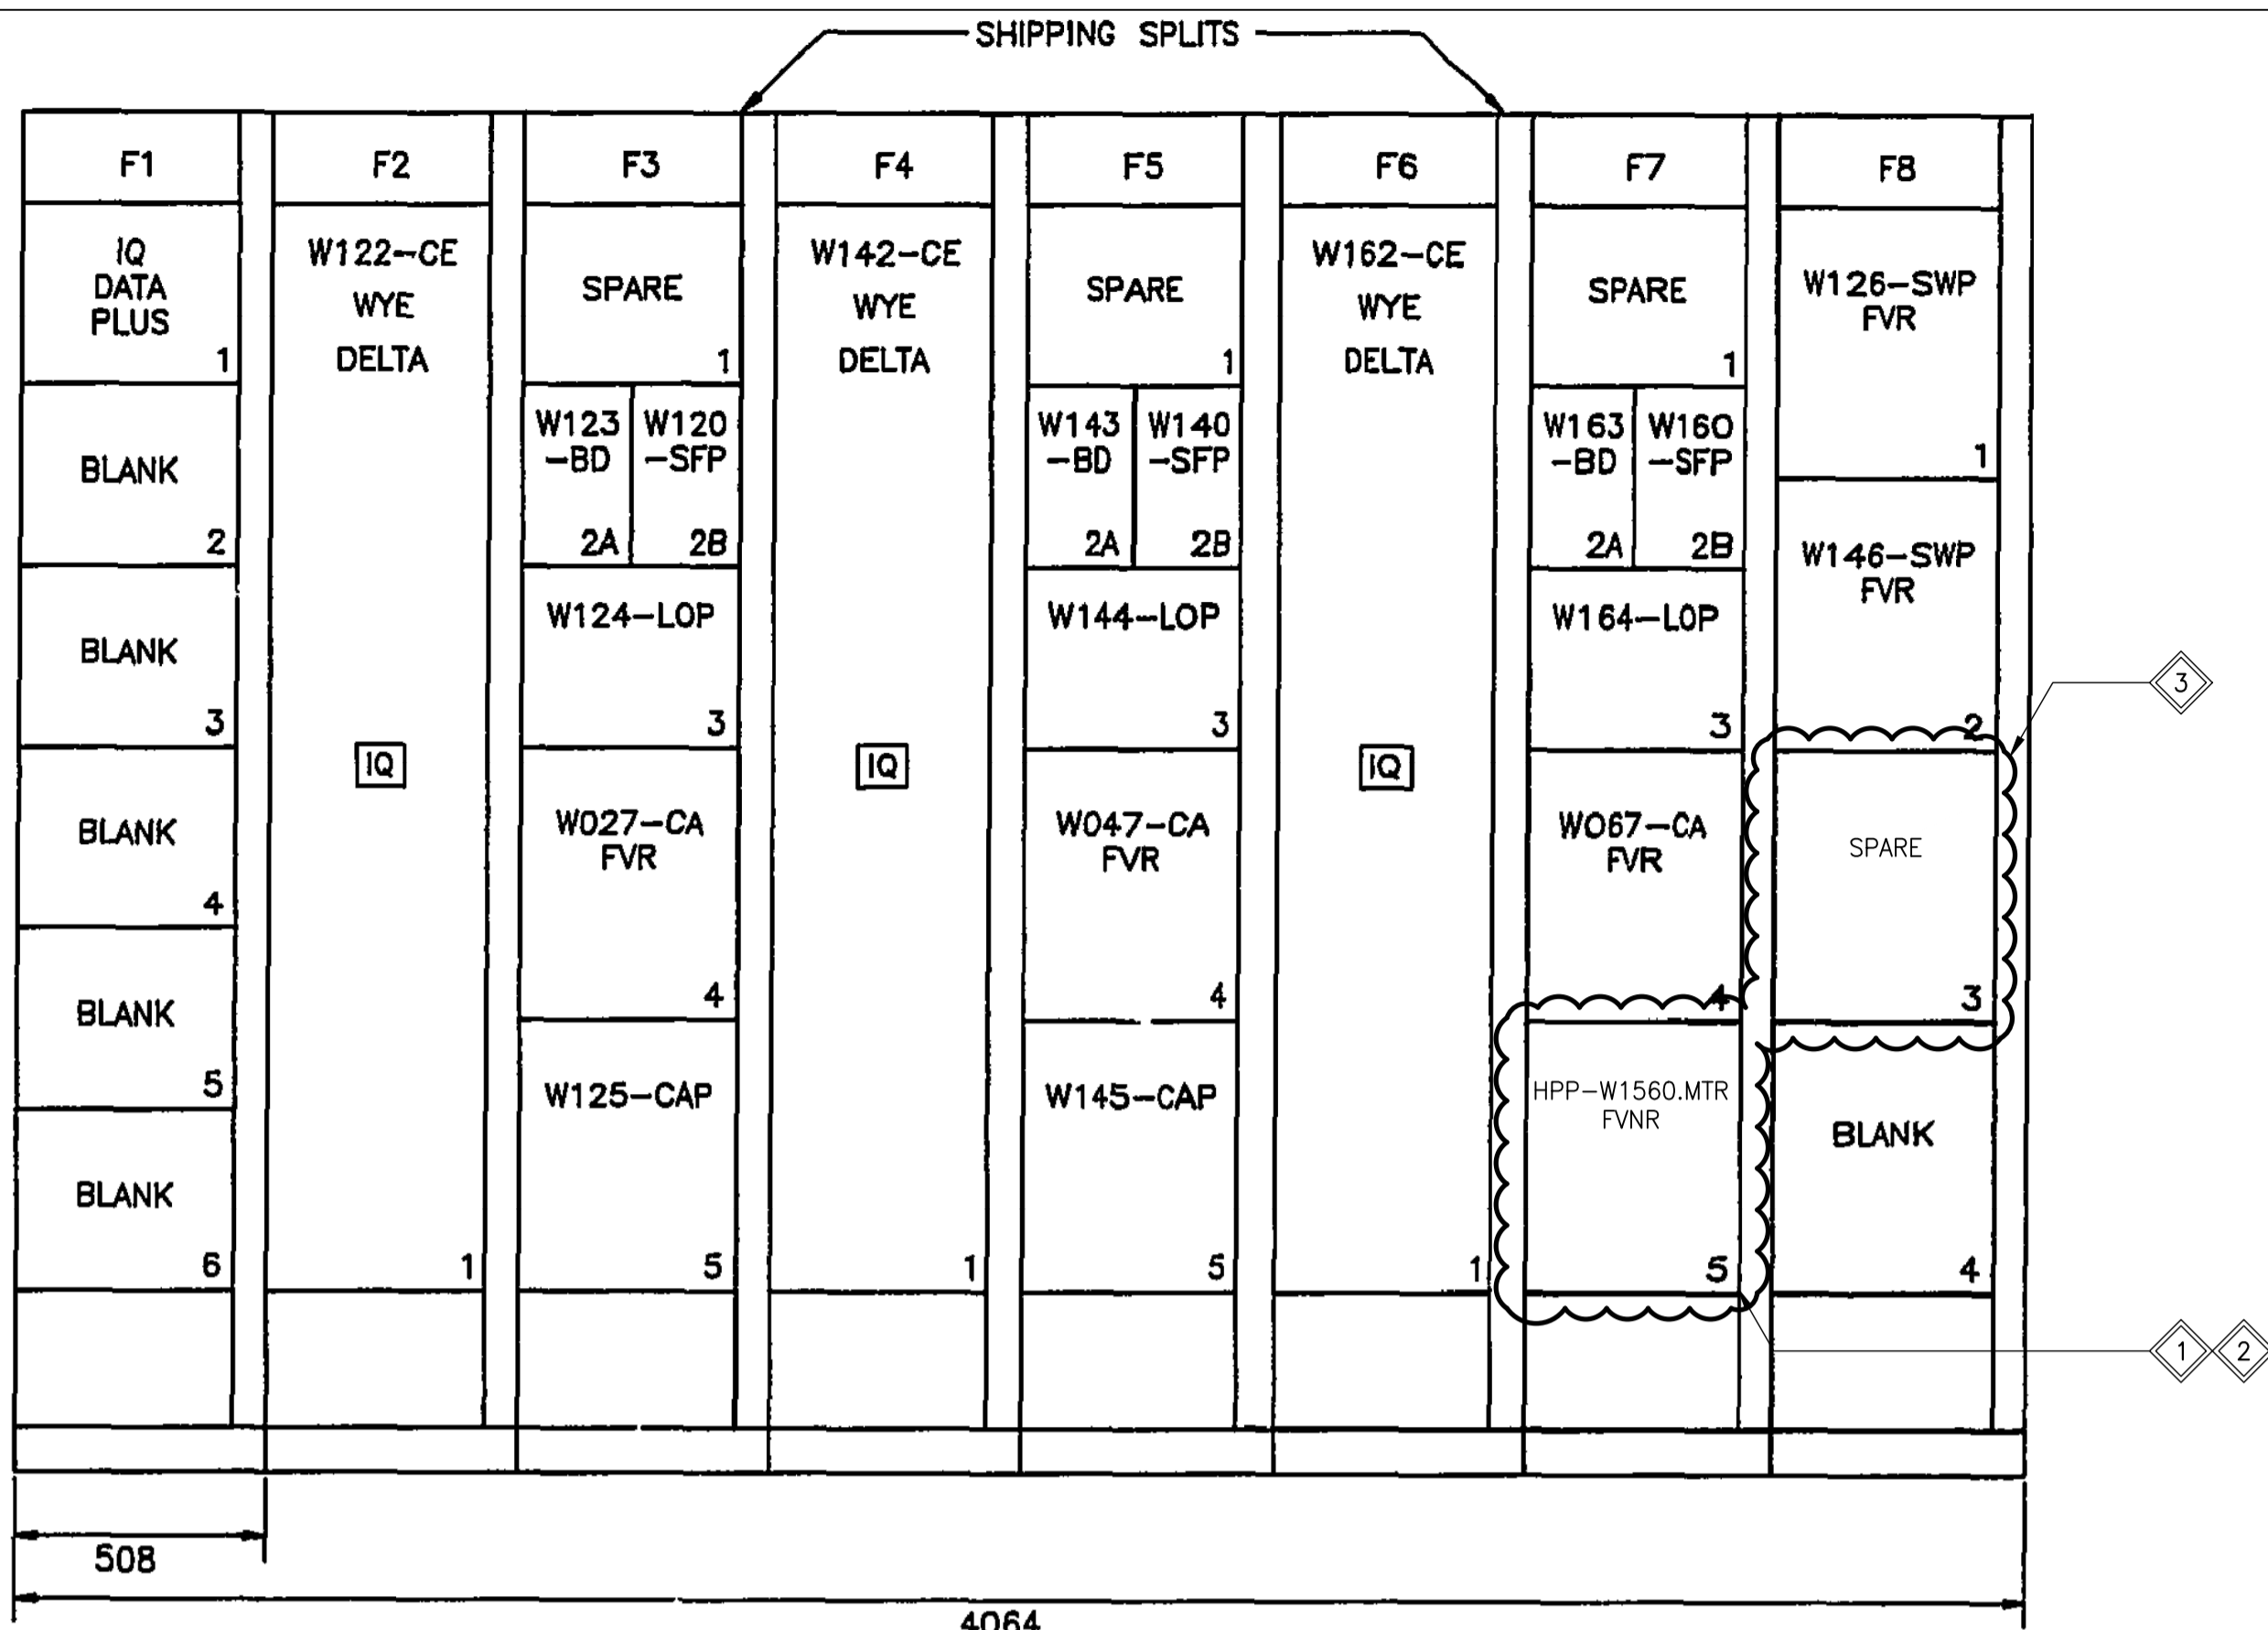 SHIPPING SPLITS
F1
IQ
DATA
PLUS
1
BLANK
2
BLANK
3
BLANK
4
BLANK
5
BLANK
6
F2
W122-CE
WYE
DELTA
IQ
1
F3
SPARE
1
W123
-BD
2A
W120
-SFP
2B
W124-LOP
3
W027-CA
FVR
4
W125-CAP
5
F4
W142-CE
WYE
DELTA
IQ
1
F5
SPARE
1
W143
-BD
2A
W140
-SFP
2B
W144-LOP
3
W047-CA
FVR
4
W145-CAP
5
F6
W162-CE
WYE
DELTA
IQ
1
F7
SPARE
1
W163
-BD
2A
W160
-SFP
2B
W164-LOP
3
W067-CA
FVR
4
HPP-W1560.MTR
FVNR
5
F8
W126-SWP
FVR
1
W146-SWP
FVR
2
SPARE
3
BLANK
4
3
1
2
508
4064